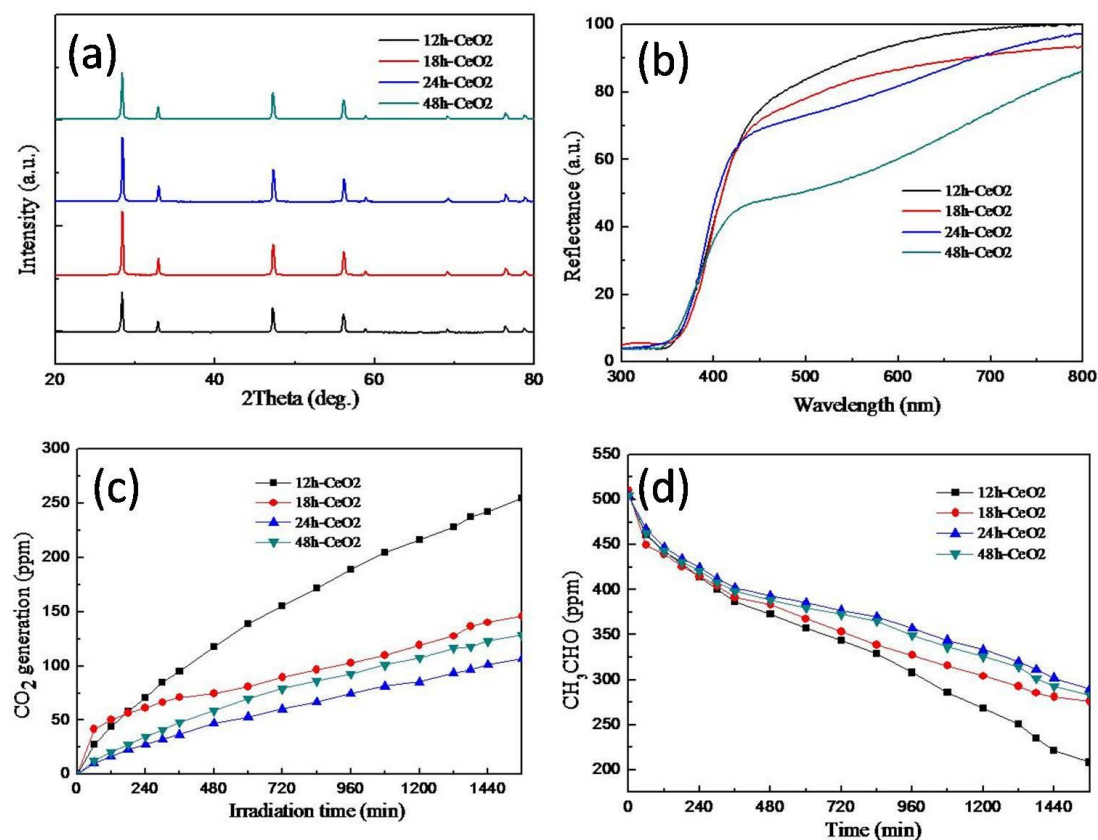 (a)
12h-CeO2
18h-CeO2
24h-CeO2
48h-CeO2
Intensity (a.u.)
20 40 60 80
2Theta (deg.)
(b)
100
80
60
40
20
0
Reflectance (a.u.)
12h-CeO2
18h-CeO2
24h-CeO2
48h-CeO2
300 400 500 600 700 800
Wavelength (nm)
(c)
300
250
200
150
100
50
0
CO2 generation (ppm)
12h-CeO2
18h-CeO2
24h-CeO2
48h-CeO2
0 240 480 720 960 1200 1440
Irradiation time (min)
(d)
550
500
450
400
350
300
250
200
CH3CHO (ppm)
12h-CeO2
18h-CeO2
24h-CeO2
48h-CeO2
0 240 480 720 960 1200 1440
Time (min)